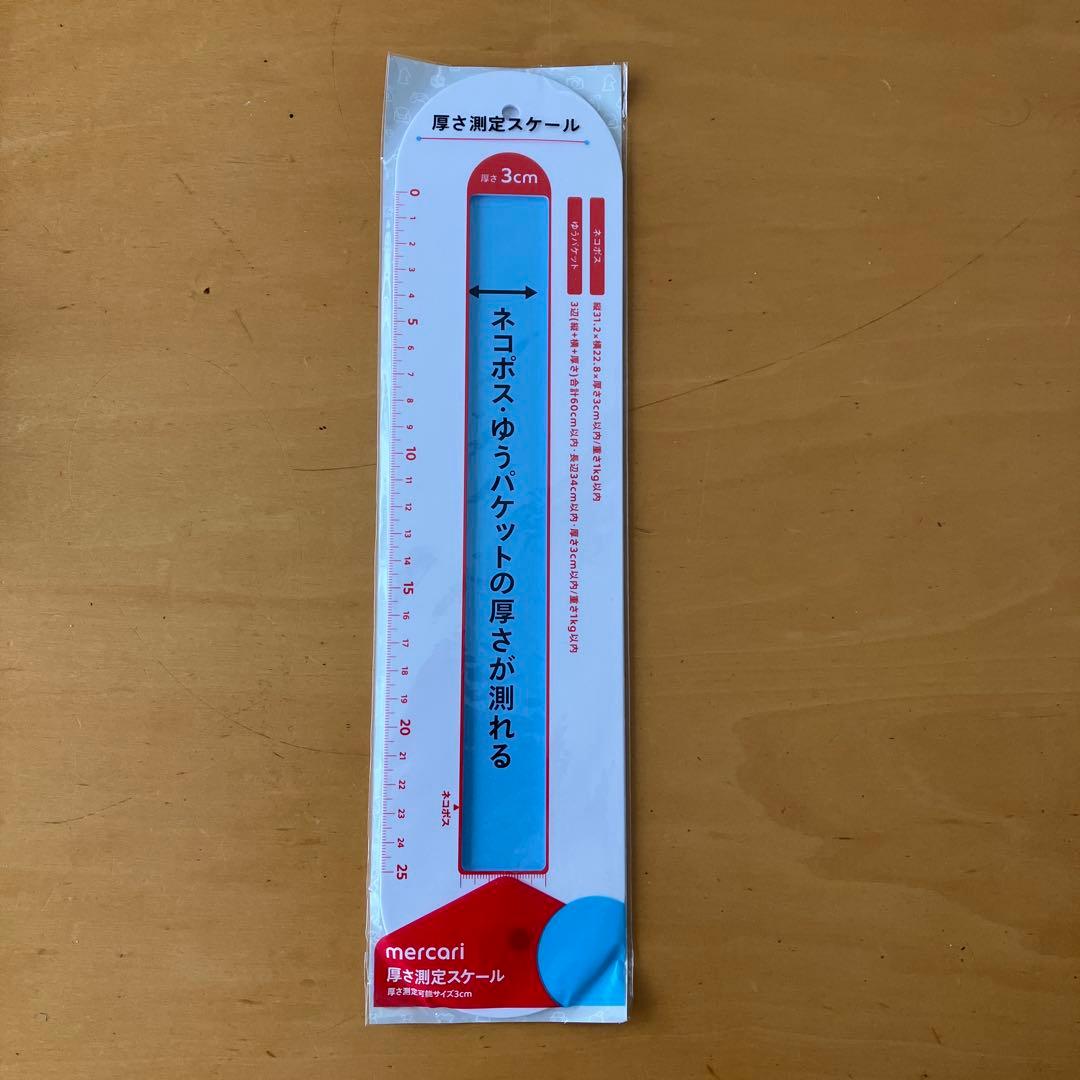 厚さ測定スケール
厚さ 3cm
ネコポス
縦31.2×横22.8×厚さ3cm以内/重さ1kg以内
ゆうパケット
3辺(縦+横+厚さ)合計60cm以内・長辺34cm以内・厚さ3cm以内/重さ1kg以内
ネコポス・ゆうパケットの厚さが測れる
0
1
2
3
4
5
6
7
8
9
10
11
12
13
14
15
16
17
18
19
20
21
22
23
24
25
ネコポス
mercari
厚さ測定スケール
厚さ測定可能サイズ3cm